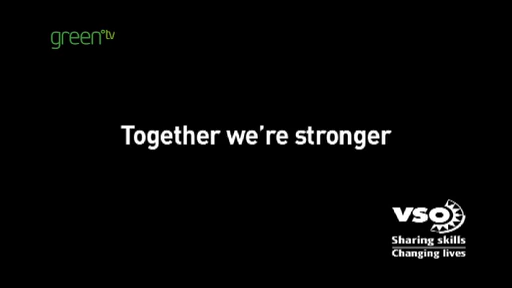 green.tv
Together we're stronger
VSO
Sharing skills
Changing lives